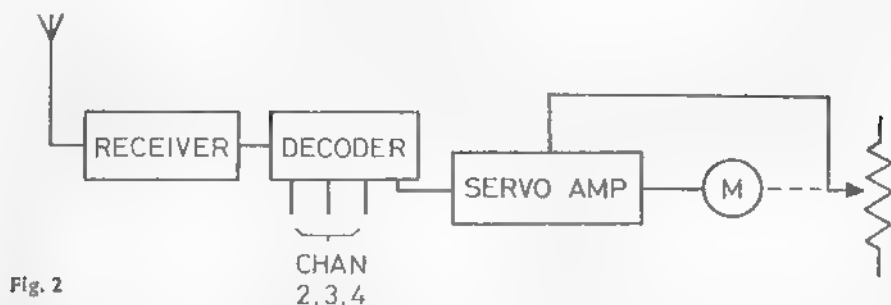 RECEIVER
DECODER
SERVO AMP
M
CHAN
2,3,4
Fig. 2